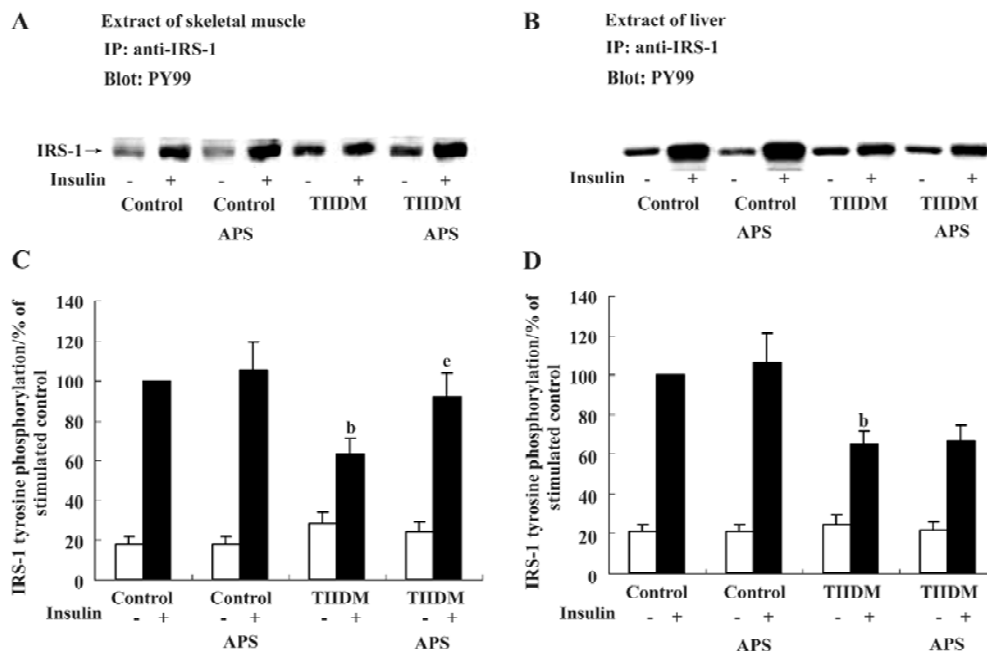 A
Extract of skeletal muscle
IP: anti-IRS-1
Blot: PY99
IRS-1→
Insulin - + - + - + - +
Control Control TIIDM TIIDM
APS APS
B
Extract of liver
IP: anti-IRS-1
Blot: PY99
Insulin - + - + - + - +
Control Control TIIDM TIIDM
APS APS
C
IRS-1 tyrosine phosphorylation/% of
stimulated control
140
120
100
80
60
40
20
0
b
e
Control Control TIIDM TIIDM
Insulin - + - + - + - +
APS APS
D
IRS-1 tyrosine phosphorylation/% of
stimulated control
140
120
100
80
60
40
20
0
b
Control Control TIIDM TIIDM
Insulin - + - + - + - +
APS APS